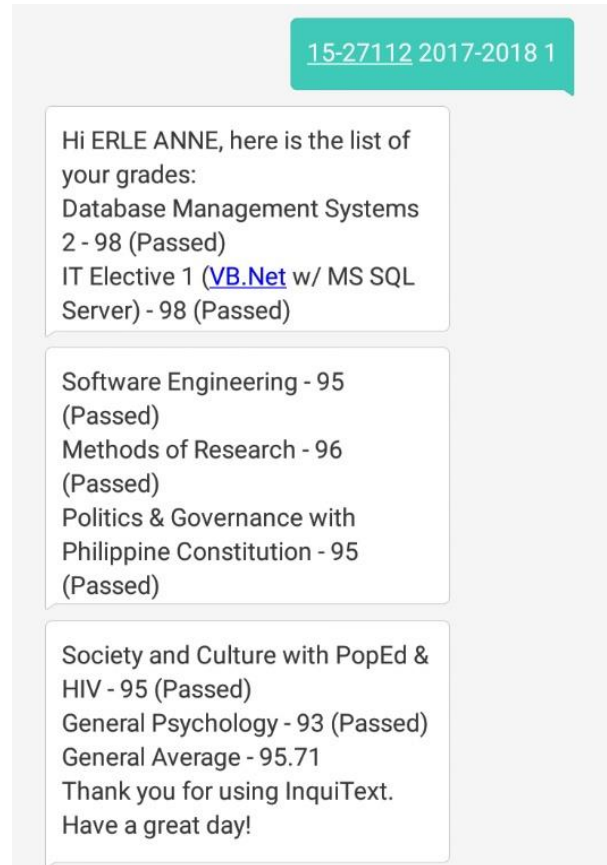 15-27112 2017-2018 1
Hi ERLE ANNE, here is the list of
your grades:
Database Management Systems
2 - 98 (Passed)
IT Elective 1 (VB.Net w/ MS SQL
Server) - 98 (Passed)
Software Engineering - 95
(Passed)
Methods of Research - 96
(Passed)
Politics & Governance with
Philippine Constitution - 95
(Passed)
Society and Culture with PopEd &
HIV - 95 (Passed)
General Psychology - 93 (Passed)
General Average - 95.71
Thank you for using InquiText.
Have a great day!